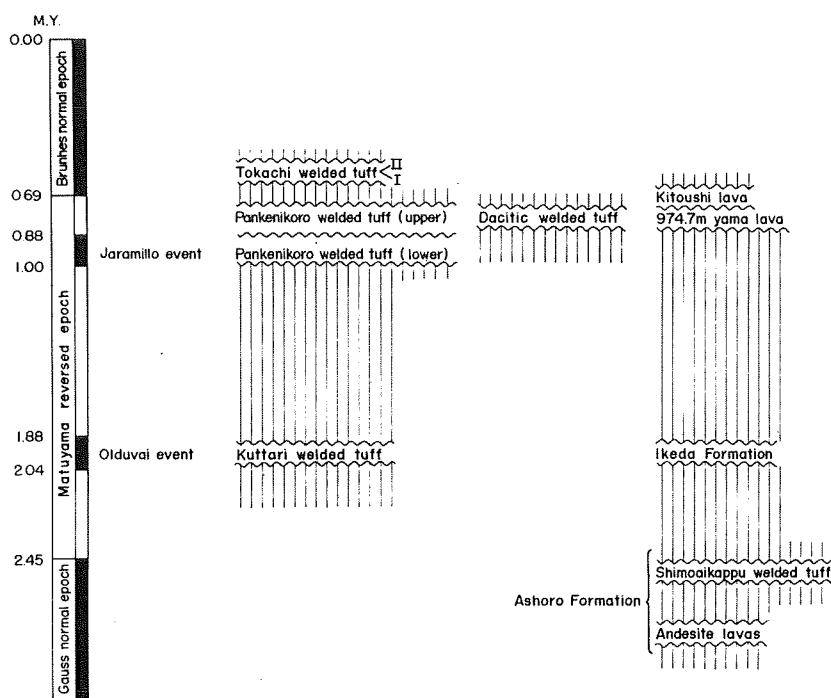 M.Y.
0.00
Brunhes normal epoch
II
Tokachi welded tuff
I
0.69
Kitoushi lava
Pankenikoro welded tuff (upper)
Dacitic welded tuff
974.7m yama lava
0.88
Jaramillo event
Pankenikoro welded tuff (lower)
1.00
Matuyama reversed epoch
1.88
Olduvai event
Kuttari welded tuff
Ikeda Formation
2.04
2.45
Shimoaikappu welded tuff
Ashoro Formation
Andesite lavas
Gauss normal epoch